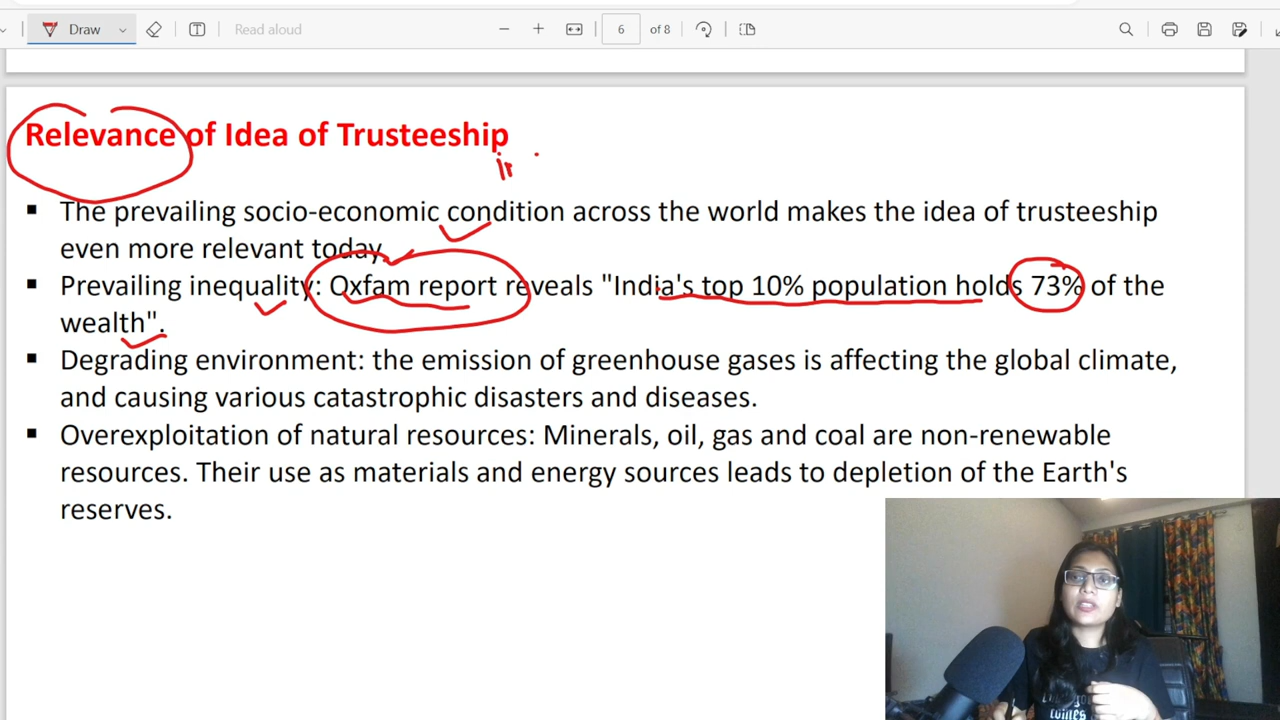 Draw
Read aloud
6 of 8
Relevance of Idea of Trusteeship
▪ The prevailing socio-economic condition across the world makes the idea of trusteeship
even more relevant today.
▪ Prevailing inequality: Oxfam report reveals "India's top 10% population holds 73% of the
wealth".
▪ Degrading environment: the emission of greenhouse gases is affecting the global climate,
and causing various catastrophic disasters and diseases.
▪ Overexploitation of natural resources: Minerals, oil, gas and coal are non-renewable
resources. Their use as materials and energy sources leads to depletion of the Earth's
reserves.